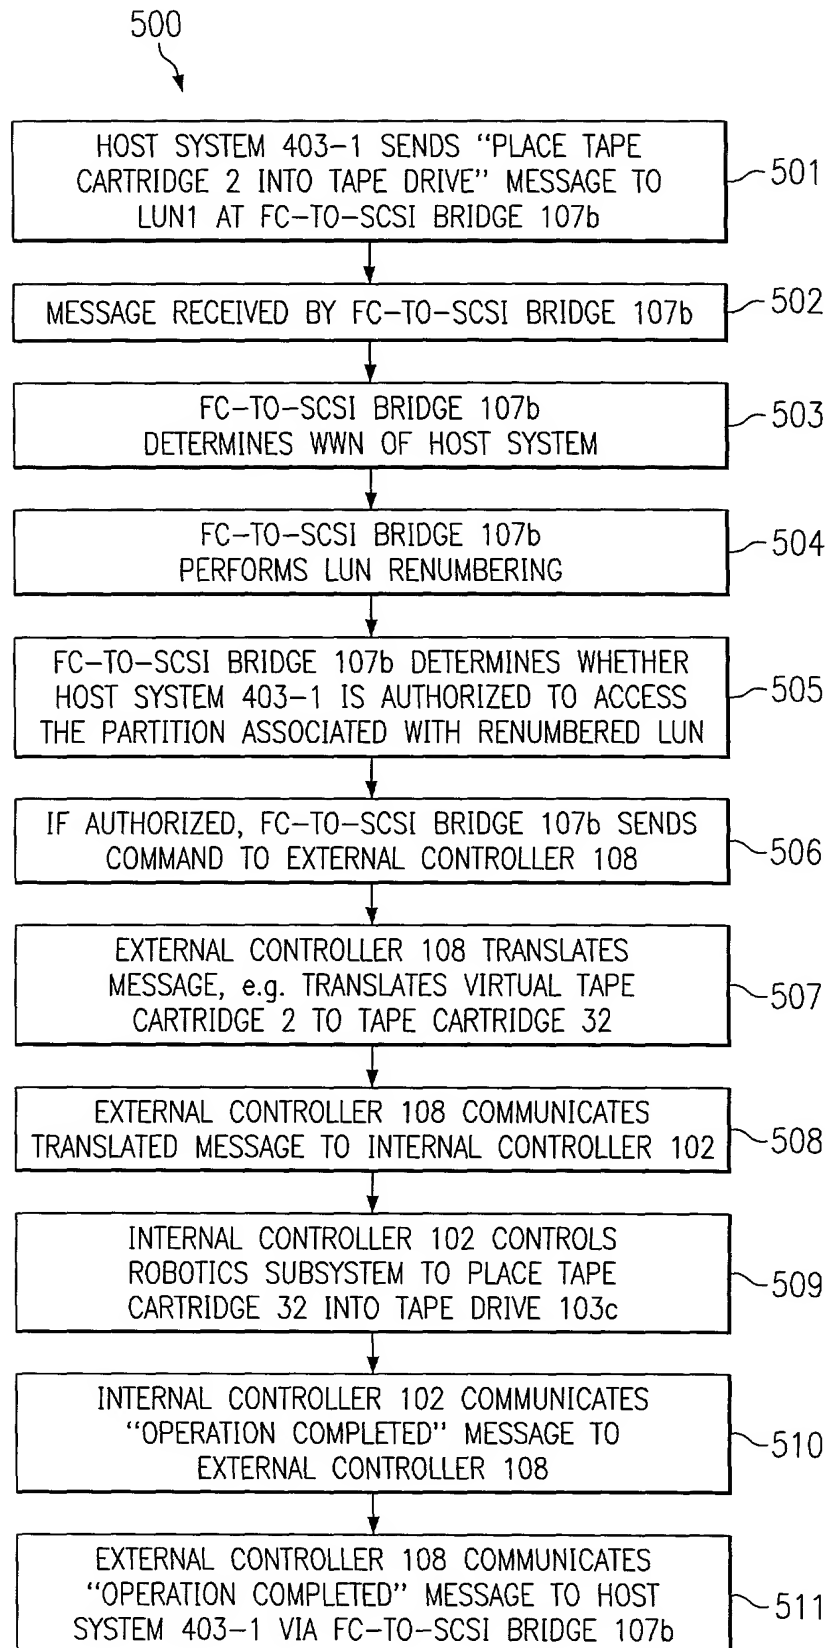 500
HOST SYSTEM 403-1 SENDS “PLACE TAPE
CARTRIDGE 2 INTO TAPE DRIVE” MESSAGE TO
LUN1 AT FC-TO-SCSI BRIDGE 107b
501
MESSAGE RECEIVED BY FC-TO-SCSI BRIDGE 107b
502
FC-TO-SCSI BRIDGE 107b
DETERMINES WWN OF HOST SYSTEM
503
FC-TO-SCSI BRIDGE 107b
PERFORMS LUN RENUMBERING
504
FC-TO-SCSI BRIDGE 107b DETERMINES WHETHER
HOST SYSTEM 403-1 IS AUTHORIZED TO ACCESS
THE PARTITION ASSOCIATED WITH RENUMBERED LUN
505
IF AUTHORIZED, FC-TO-SCSI BRIDGE 107b SENDS
COMMAND TO EXTERNAL CONTROLLER 108
506
EXTERNAL CONTROLLER 108 TRANSLATES
MESSAGE, e.g. TRANSLATES VIRTUAL TAPE
CARTRIDGE 2 TO TAPE CARTRIDGE 32
507
EXTERNAL CONTROLLER 108 COMMUNICATES
TRANSLATED MESSAGE TO INTERNAL CONTROLLER 102
508
INTERNAL CONTROLLER 102 CONTROLS
ROBOTICS SUBSYSTEM TO PLACE TAPE
CARTRIDGE 32 INTO TAPE DRIVE 103c
509
INTERNAL CONTROLLER 102 COMMUNICATES
“OPERATION COMPLETED” MESSAGE TO
EXTERNAL CONTROLLER 108
510
EXTERNAL CONTROLLER 108 COMMUNICATES
“OPERATION COMPLETED” MESSAGE TO HOST
SYSTEM 403-1 VIA FC-TO-SCSI BRIDGE 107b
511